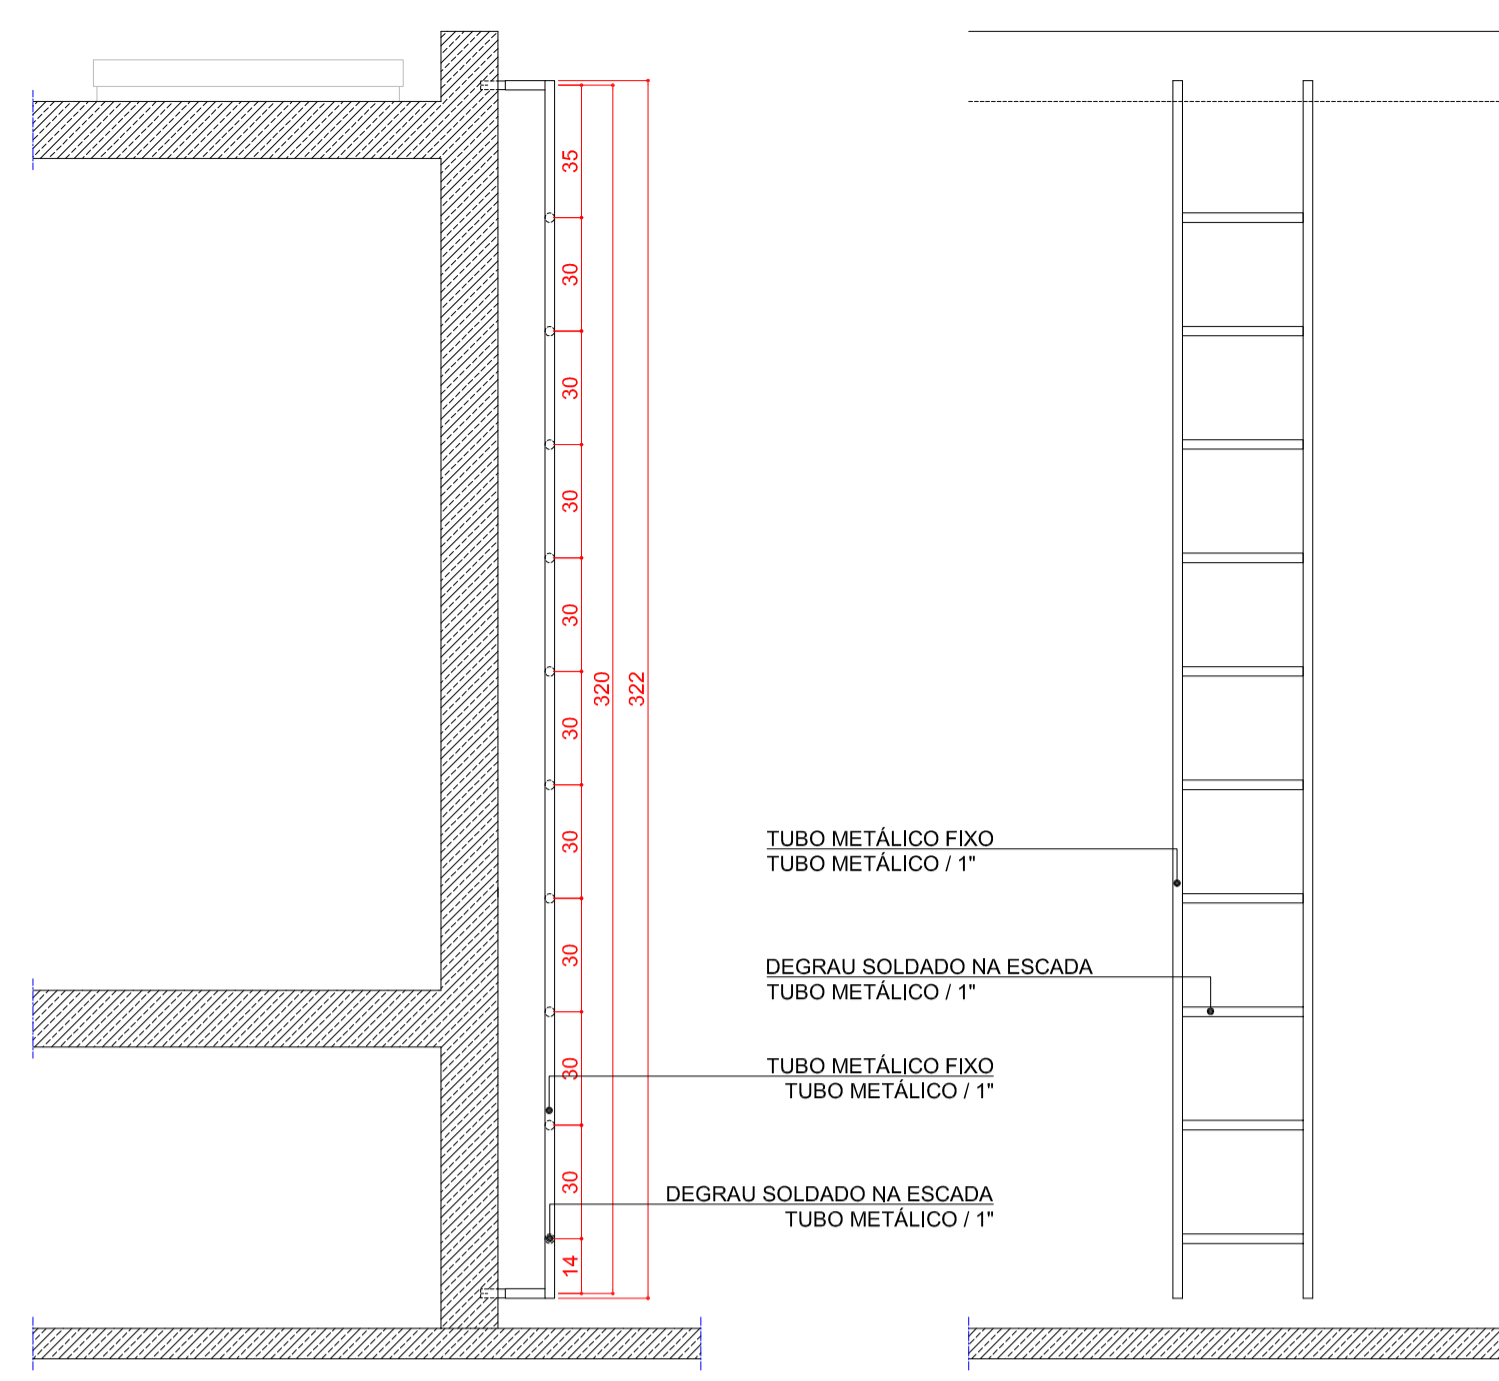 35
30
30
30
30
30
30
30
30
30
14
320
322
TUBO METÁLICO FIXO
TUBO METÁLICO / 1"
DEGRAU SOLDADO NA ESCADA
TUBO METÁLICO / 1"
TUBO METÁLICO FIXO
TUBO METÁLICO / 1"
DEGRAU SOLDADO NA ESCADA
TUBO METÁLICO / 1"